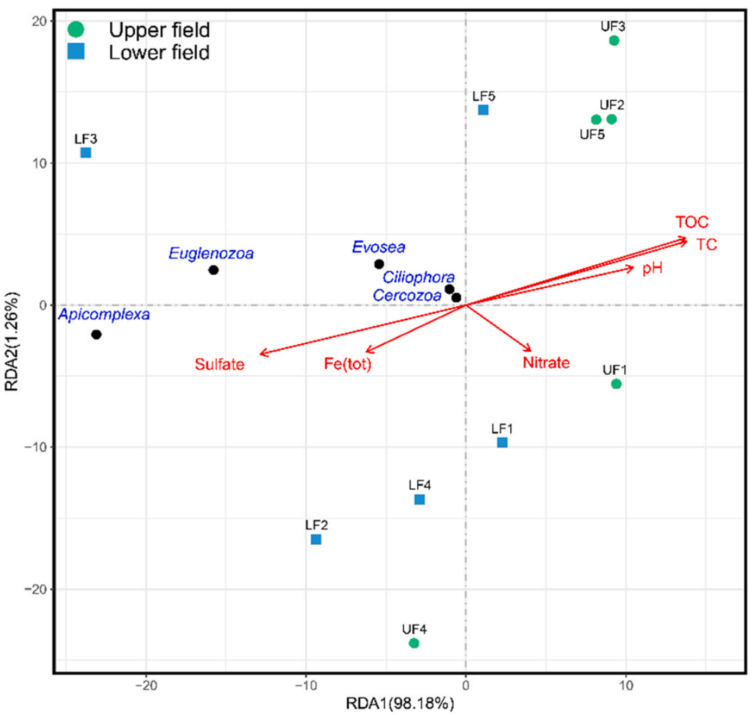 Upper field
Lower field
20
10
0
−10
−20
RDA2(1.26%)
UF3
LF5
UF2
UF5
LF3
TOC
TC
pH
Euglenozoa
Evosea
Ciliophora
Cercozoa
Apicomplexa
Sulfate
Fe(tot)
Nitrate
UF1
LF1
LF4
LF2
UF4
−20
−10
0
10
RDA1(98.18%)